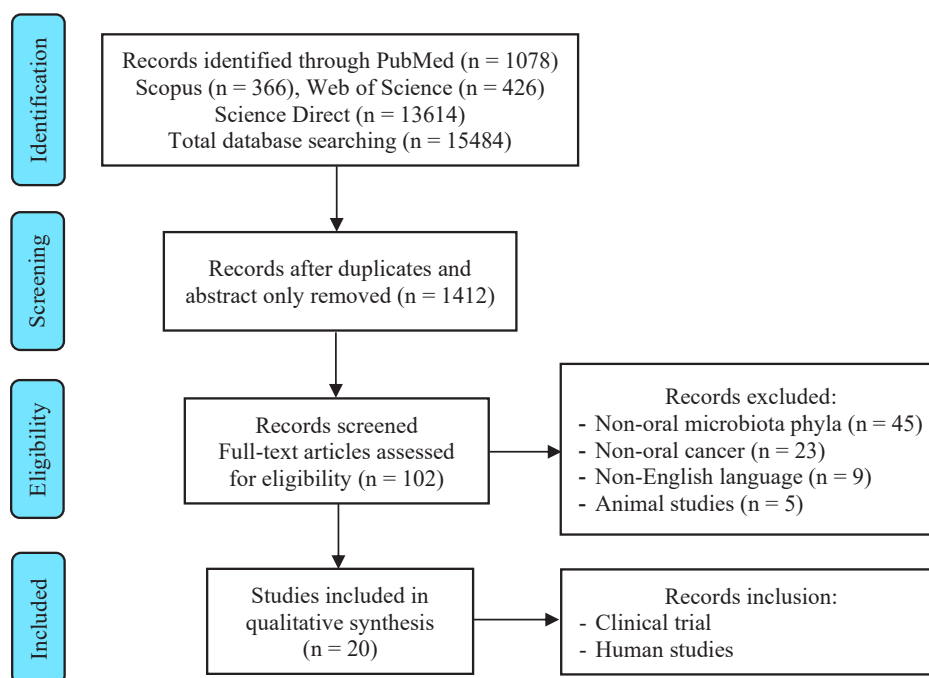 Identification
Records identified through PubMed (n = 1078)
Scopus (n = 366), Web of Science (n = 426)
Science Direct (n = 13614)
Total database searching (n = 15484)
Screening
Records after duplicates and
abstract only removed (n = 1412)
Eligibility
Records screened
Full-text articles assessed
for eligibility (n = 102)
Records excluded:
- Non-oral microbiota phyla (n = 45)
- Non-oral cancer (n = 23)
- Non-English language (n = 9)
- Animal studies (n = 5)
Included
Studies included in
qualitative synthesis
(n = 20)
Records inclusion:
- Clinical trial
- Human studies